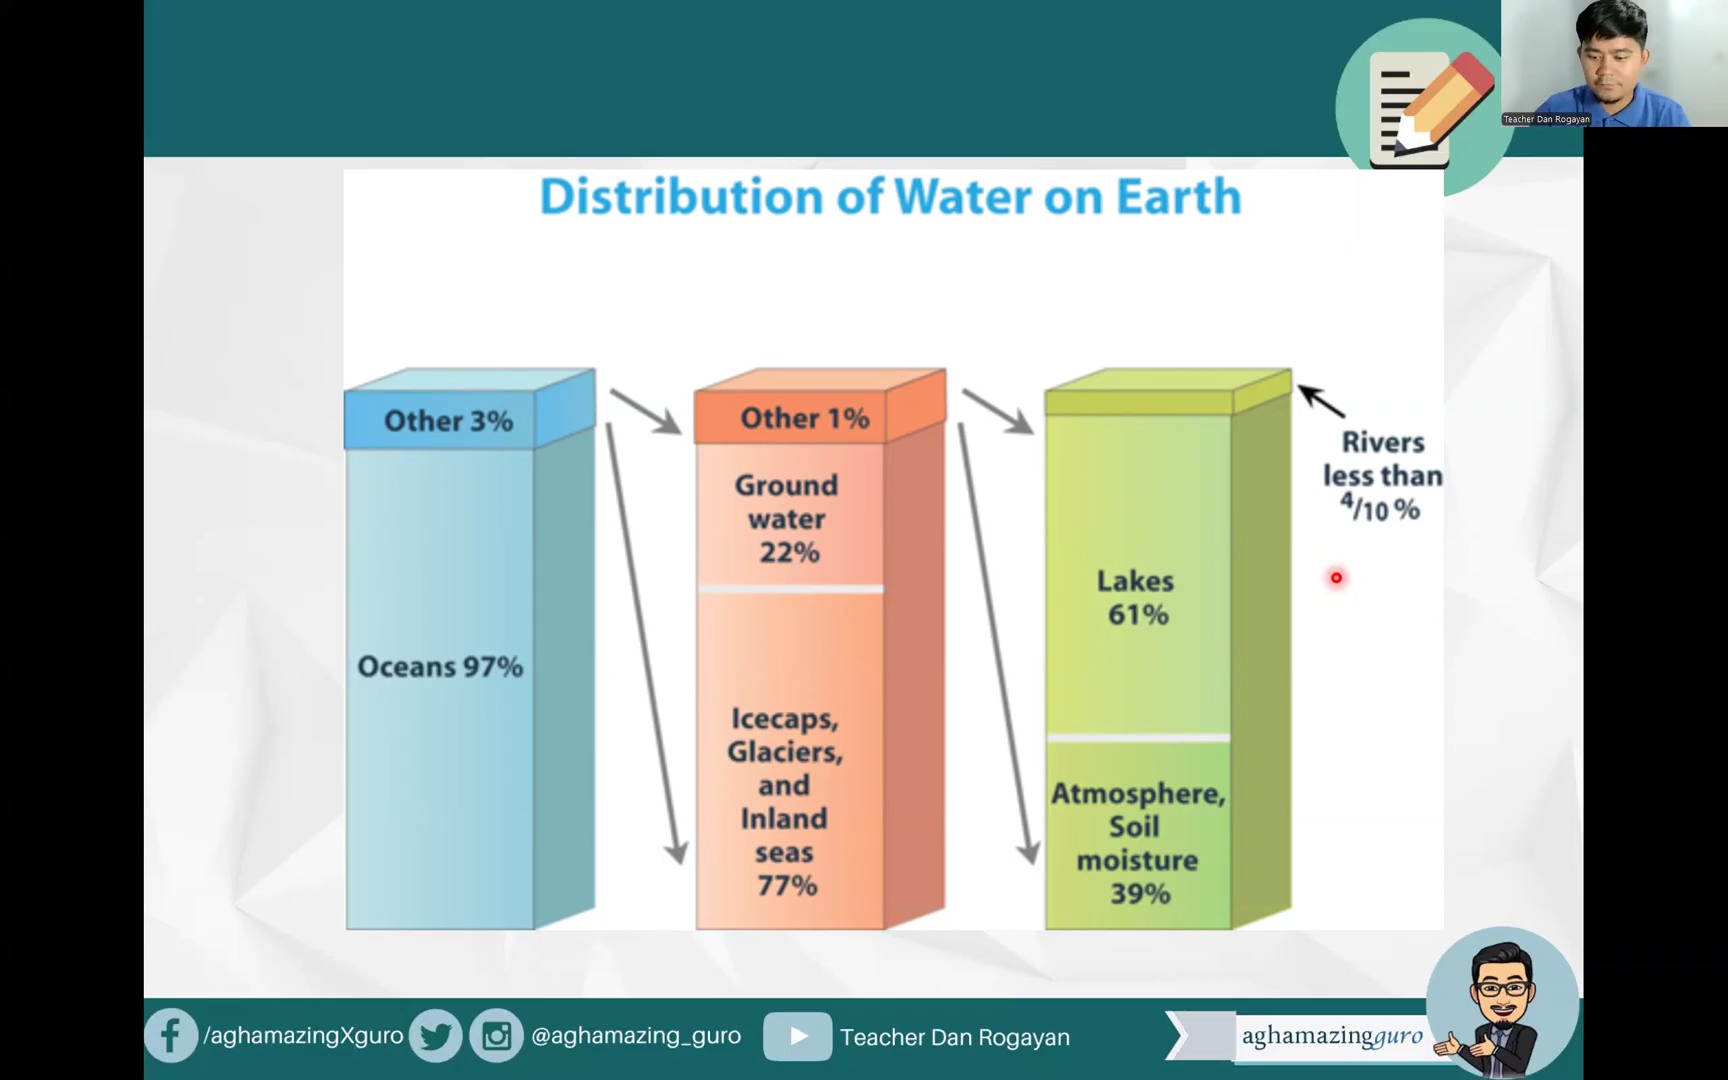 Teacher Dan Rogayan
Distribution of Water on Earth
Other 3%
Oceans 97%
Other 1%
Ground
water
22%
Icecaps,
Glaciers,
and
Inland
seas
77%
Lakes
61%
Atmosphere,
Soil
moisture
39%
Rivers
less than
4/10 %
/aghamazingXguro
@aghamazing_guro
Teacher Dan Rogayan
aghamazingguro